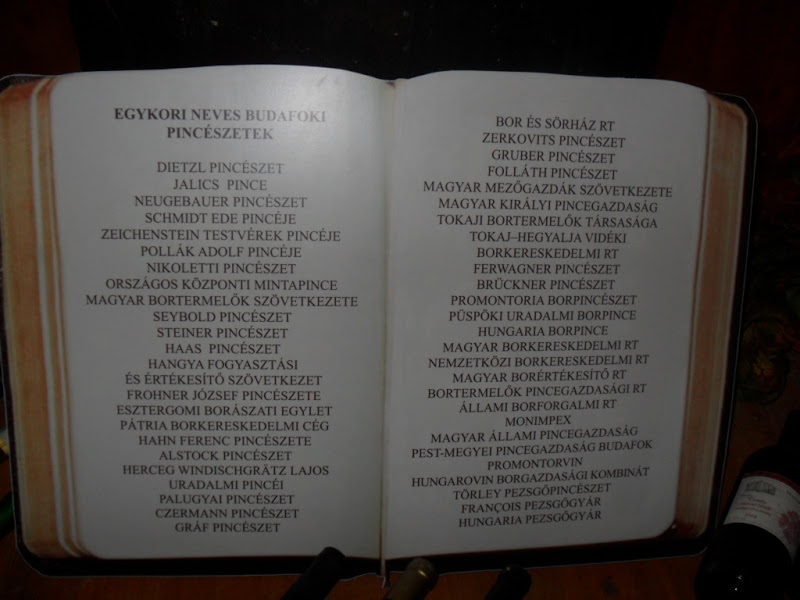 EGYKORI NEVES BUDAFOKI
PINCÉSZETEK
DIETZL PINCÉSZET
JALICS PINCE
NEUGEBAUER PINCÉSZET
SCHMIDT EDE PINCÉJE
ZEICHENSTEIN TESTVÉREK PINCÉJE
POLLÁK ADOLF PINCÉJE
NIKOLETTI PINCÉSZET
ORSZÁGOS KÖZPONTI MINTAPINCE
MAGYAR BORTERMELŐK SZÖVETKEZETE
SEYBOLD PINCÉSZET
STEINER PINCÉSZET
HAAS PINCÉSZET
HANGYA FOGYASZTÁSI
ÉS ÉRTÉKESÍTŐ SZÖVETKEZET
FROHNER JÓZSEF PINCÉSZETE
ESZTERGOMI BORÁSZATI EGYLET
PÁTRIA BORKERESKEDELMI CÉG
HAHN FERENC PINCÉSZETE
ALSTOCK PINCÉSZET
HERCEG WINDISCHGRÄTZ LAJOS
URADALMI PINCÉI
PALUGYAI PINCÉSZET
CZERMANN PINCÉSZET
GRÁF PINCÉSZET
BOR ÉS SÖRHÁZ RT
ZERKOVITS PINCÉSZET
GRUBER PINCÉSZET
FOLLÁTH PINCÉSZET
MAGYAR MEZŐGAZDÁK SZÖVETKEZETE
MAGYAR KIRÁLYI PINCEGAZDASÁG
TOKAJI BORTERMELŐK TÁRSASÁGA
TOKAJ–HEGYALJA VIDÉKI
BORKERESKEDELMI RT
FERWAGNER PINCÉSZET
BRÜCKNER PINCÉSZET
PROMONTORIA BORPINCÉSZET
PÜSPÖKI URADALMI BORPINCE
HUNGARIA BORPINCE
MAGYAR BORKERESKEDELMI RT
NEMZETKÖZI BORKERESKEDELMI RT
MAGYAR BORÉRTÉKESÍTŐ RT
BORTERMELŐK PINCEGAZDASÁGI RT
ÁLLAMI BORFORGALMI RT
MONIMPEX
MAGYAR ÁLLAMI PINCEGAZDASÁG
PEST-MEGYEI PINCEGAZDASÁG BUDAFOK
PROMONTORVIN
HUNGAROVIN BORGAZDASÁGI KOMBINÁT
TÖRLEY PEZSGŐPINCÉSZET
FRANÇOIS PEZSGŐGYÁR
HUNGARIA PEZSGŐGYÁR